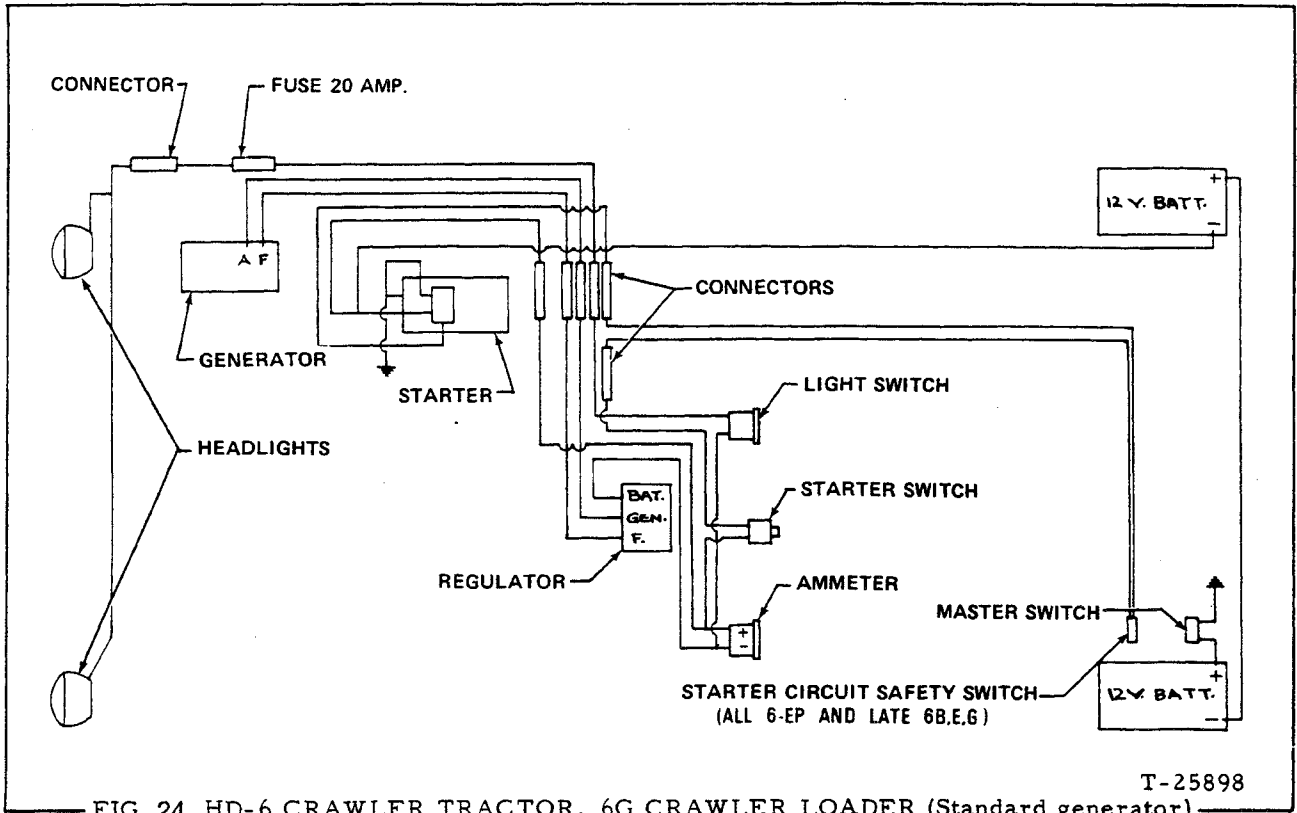 CONNECTOR
FUSE 20 AMP.
+
12 V. BATT.
−
A F
CONNECTORS
GENERATOR
STARTER
LIGHT SWITCH
HEADLIGHTS
BAT.
GEN.
F.
STARTER SWITCH
REGULATOR
AMMETER
+
-
MASTER SWITCH
STARTER CIRCUIT SAFETY SWITCH
(ALL 6-EP AND LATE 6B,E,G)
+
12 V. BATT.
−
T-25898
FIG. 24 HD-6 CRAWLER TRACTOR, 6G CRAWLER LOADER (Standard generator)